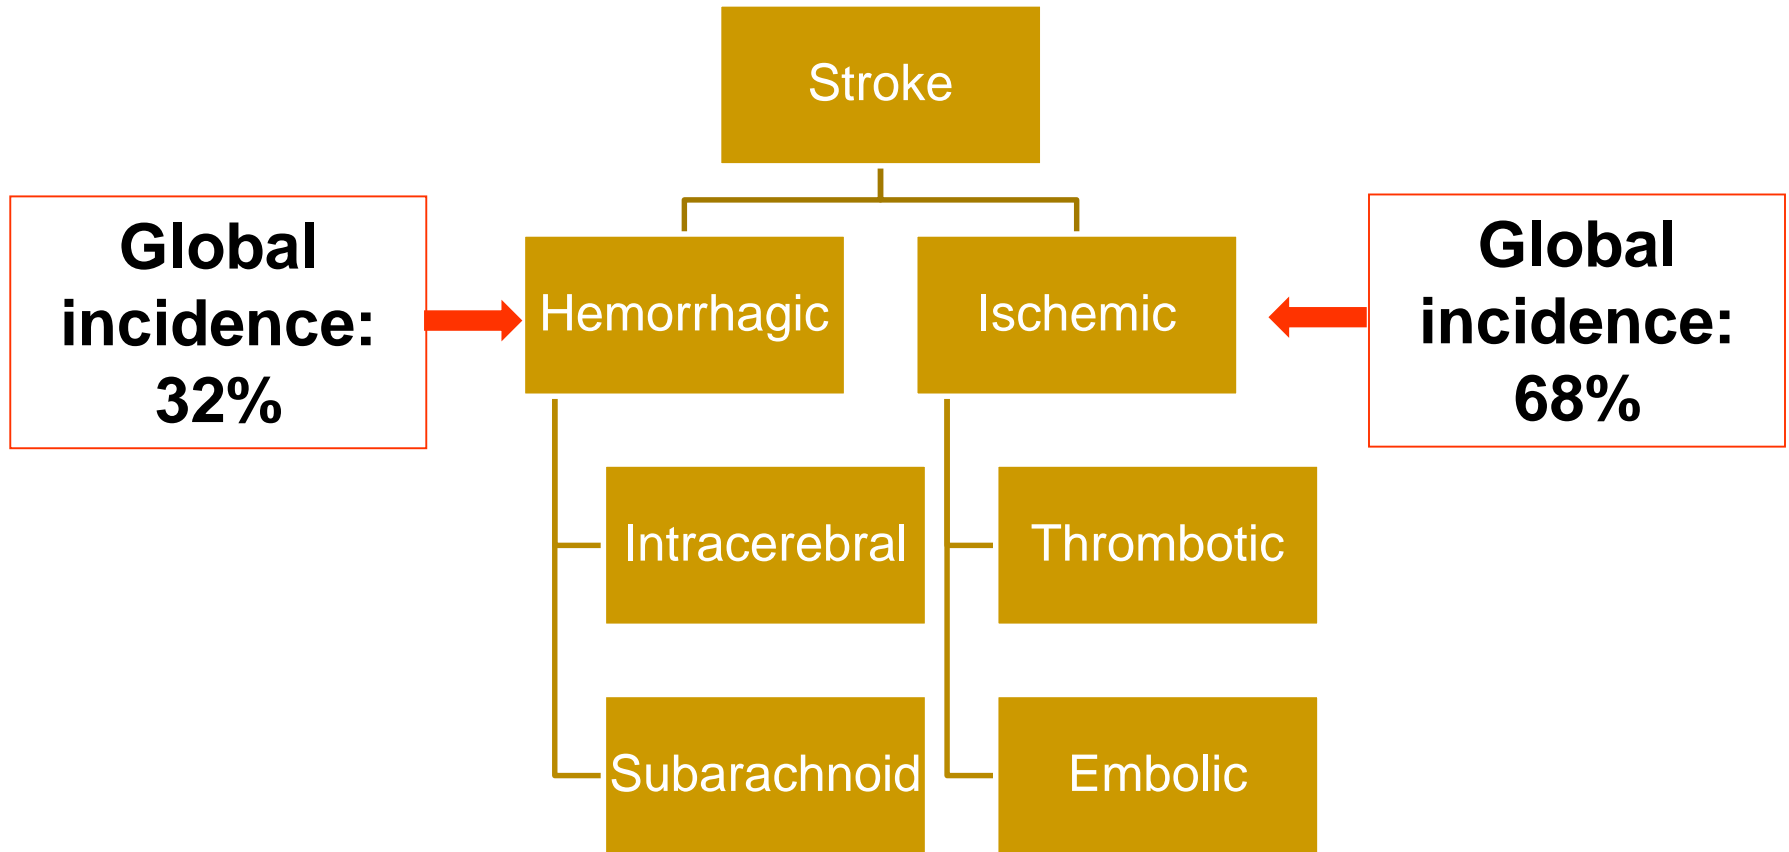 Stroke
Global
incidence:
32%
Hemorrhagic
Ischemic
Global
incidence:
68%
Intracerebral
Thrombotic
Subarachnoid
Embolic